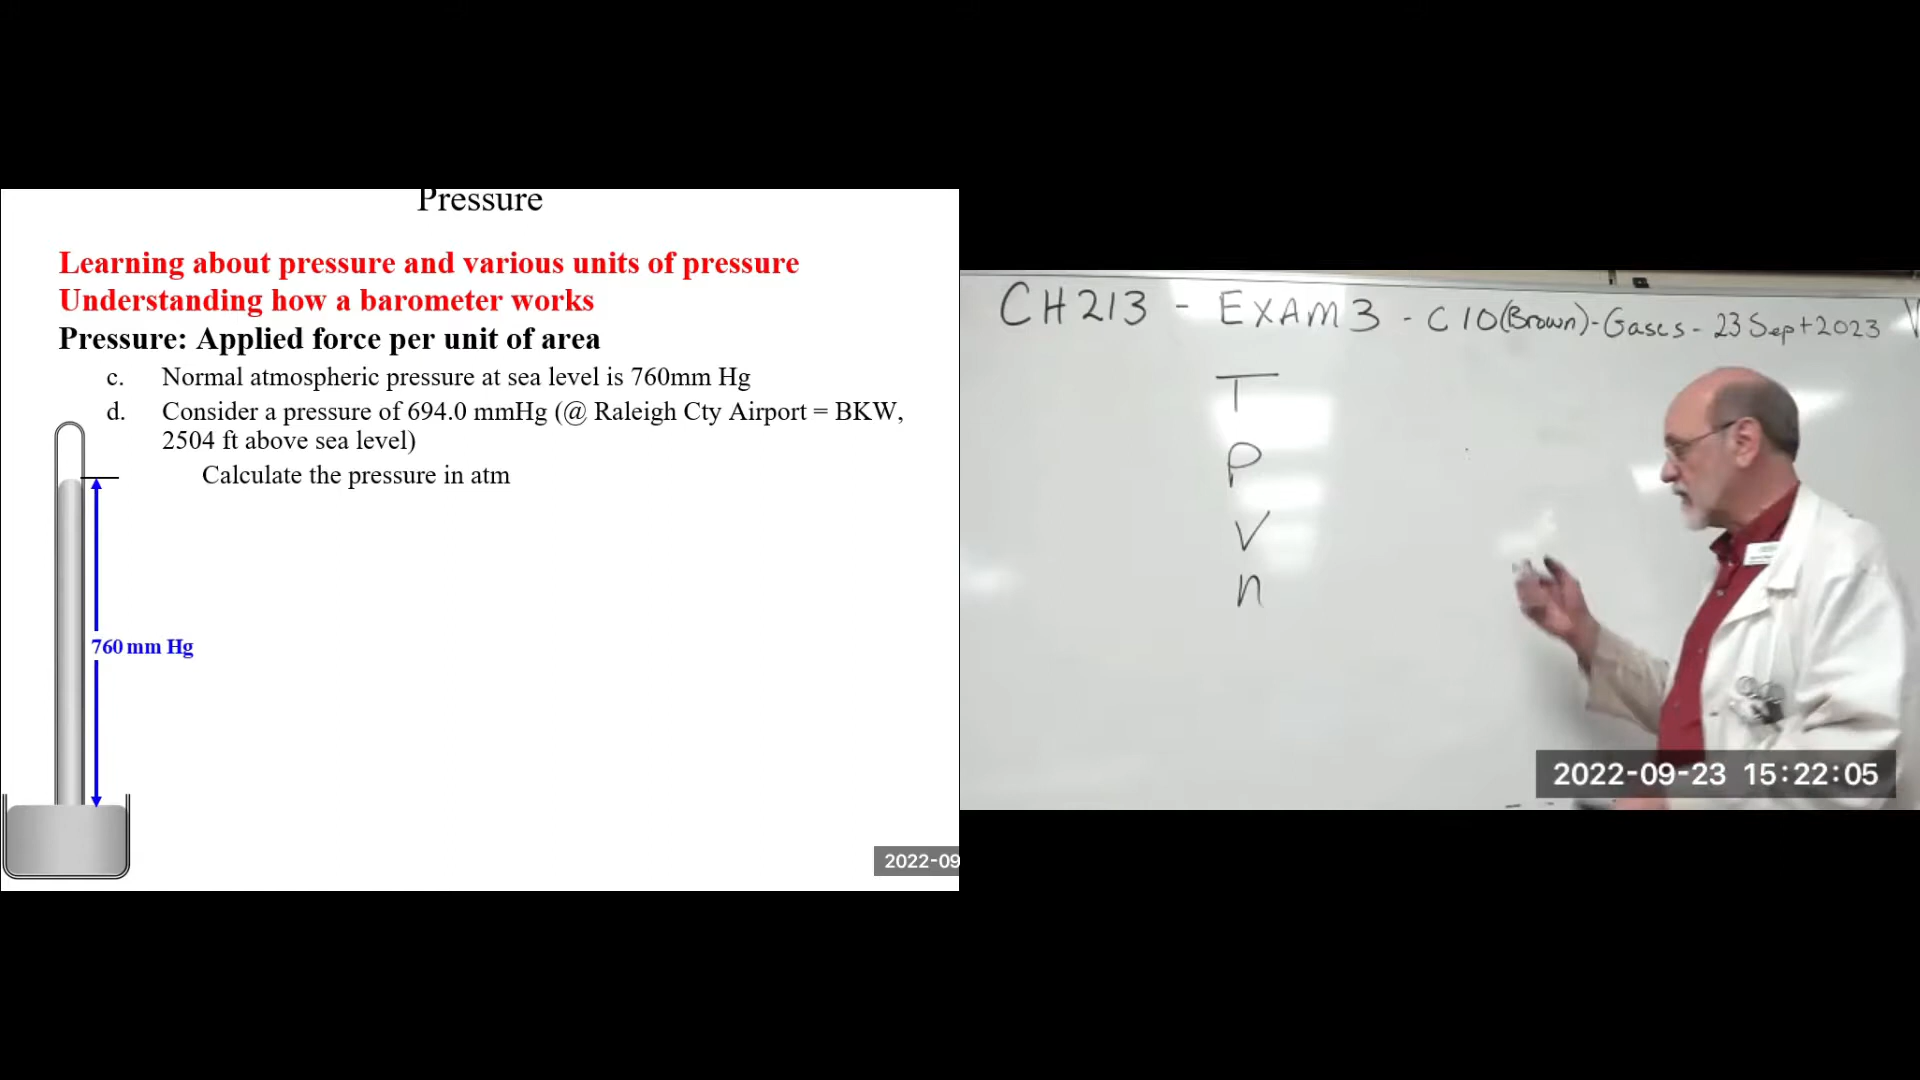 Pressure
Learning about pressure and various units of pressure
Understanding how a barometer works
Pressure: Applied force per unit of area
c. Normal atmospheric pressure at sea level is 760mm Hg
d. Consider a pressure of 694.0 mmHg (@ Raleigh Cty Airport = BKW,
2504 ft above sea level)
Calculate the pressure in atm
760 mm Hg
2022-09
CH213 - EXAM3 - C10(Brown)-Gases - 23 Sept 2023
T
P
V
n
2022-09-23 15:22:05